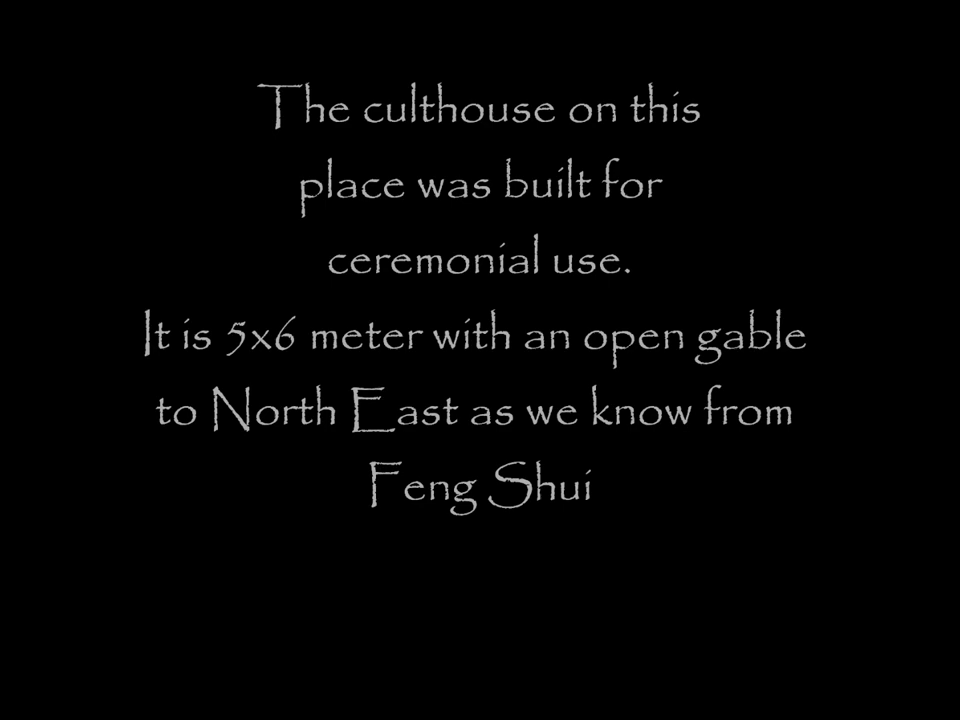 The culthouse on this
place was built for
ceremonial use.
It is 5x6 meter with an open gable
to North East as we know from
Feng Shui